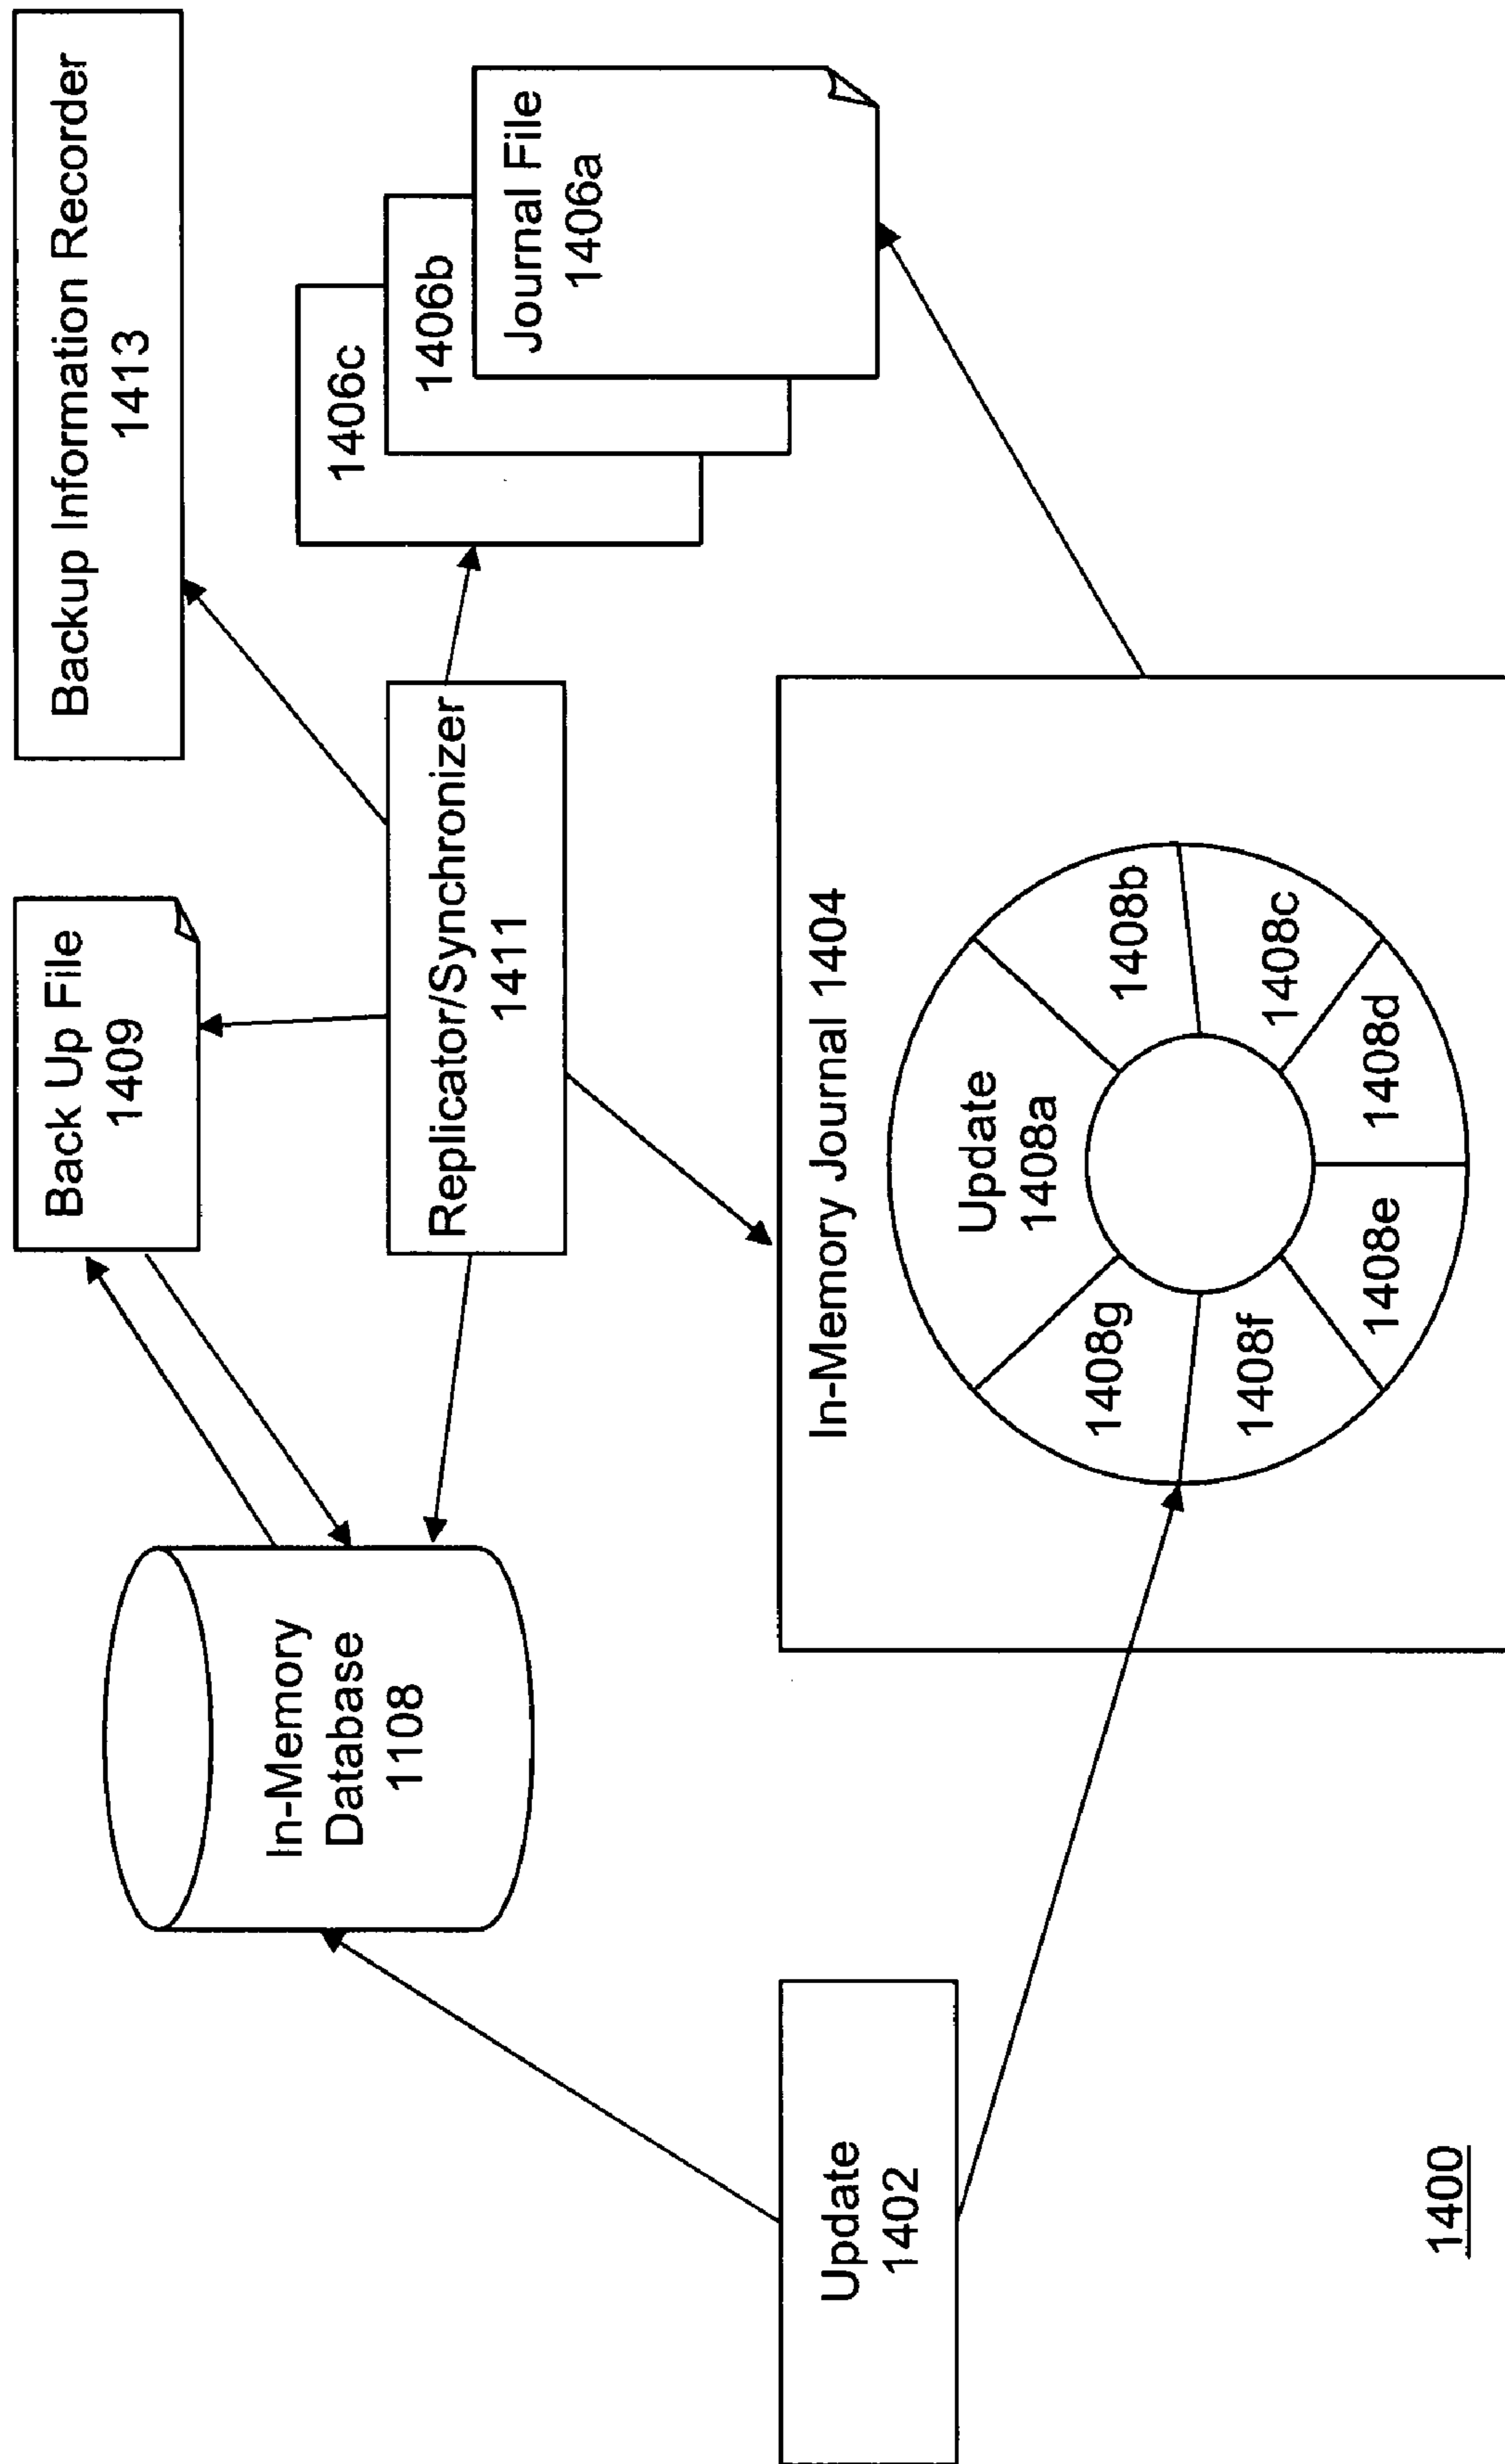 Back Up File
1409
Backup Information Recorder
1413
In-Memory
Database
1108
Replicator/Synchronizer
1411
1406c
1406b
Journal File
1406a
Update
1402
In-Memory Journal 1404
Update
1408a
1408b
1408c
1408d
1408e
1408f
1408g
1400